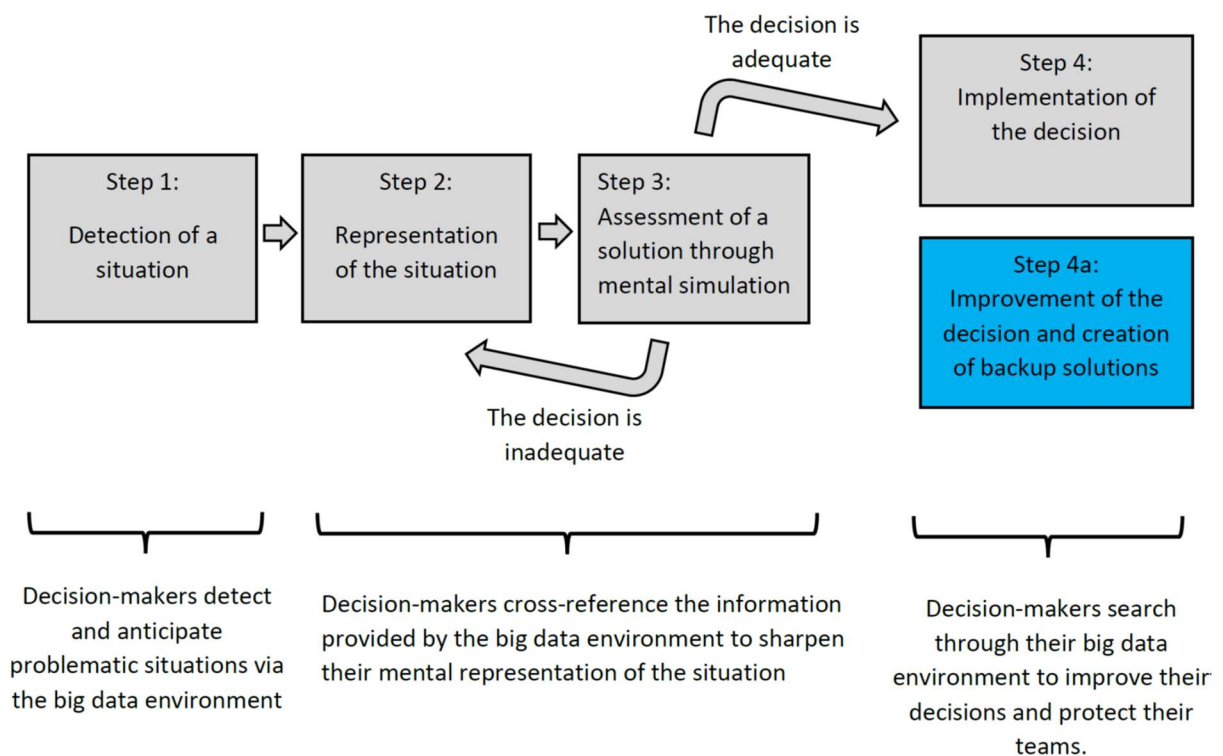 The decision is
adequate
Step 4:
Implementation of
the decision
Step 1:
Detection of a
situation
Step 2:
Representation
of the situation
Step 3:
Assessment of a
solution through
mental simulation
Step 4a:
Improvement of the
decision and creation
of backup solutions
The decision is
inadequate
Decision-makers detect
and anticipate
problematic situations via
the big data environment
Decision-makers cross-reference the information
provided by the big data environment to sharpen
their mental representation of the situation
Decision-makers search
through their big data
environment to improve their
decisions and protect their
teams.